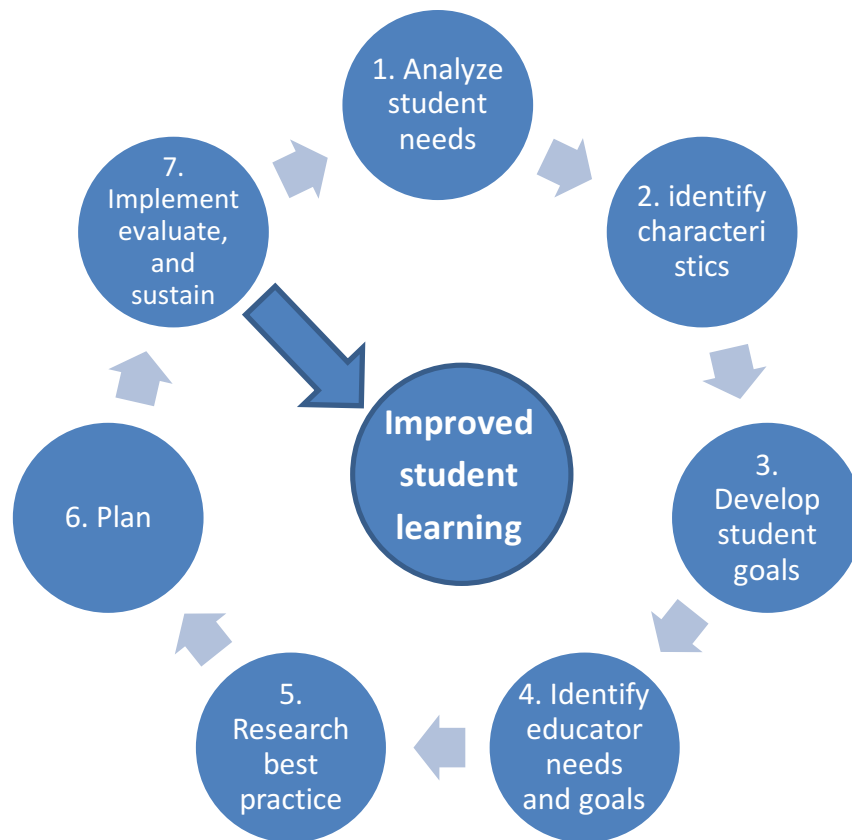 1. Analyze
student
needs
2. identify
characteri
stics
3.
Develop
student
goals
4. Identify
educator
needs
and goals
5.
Research
best
practice
6. Plan
7.
Implement
evaluate,
and
sustain
Improved
student
learning